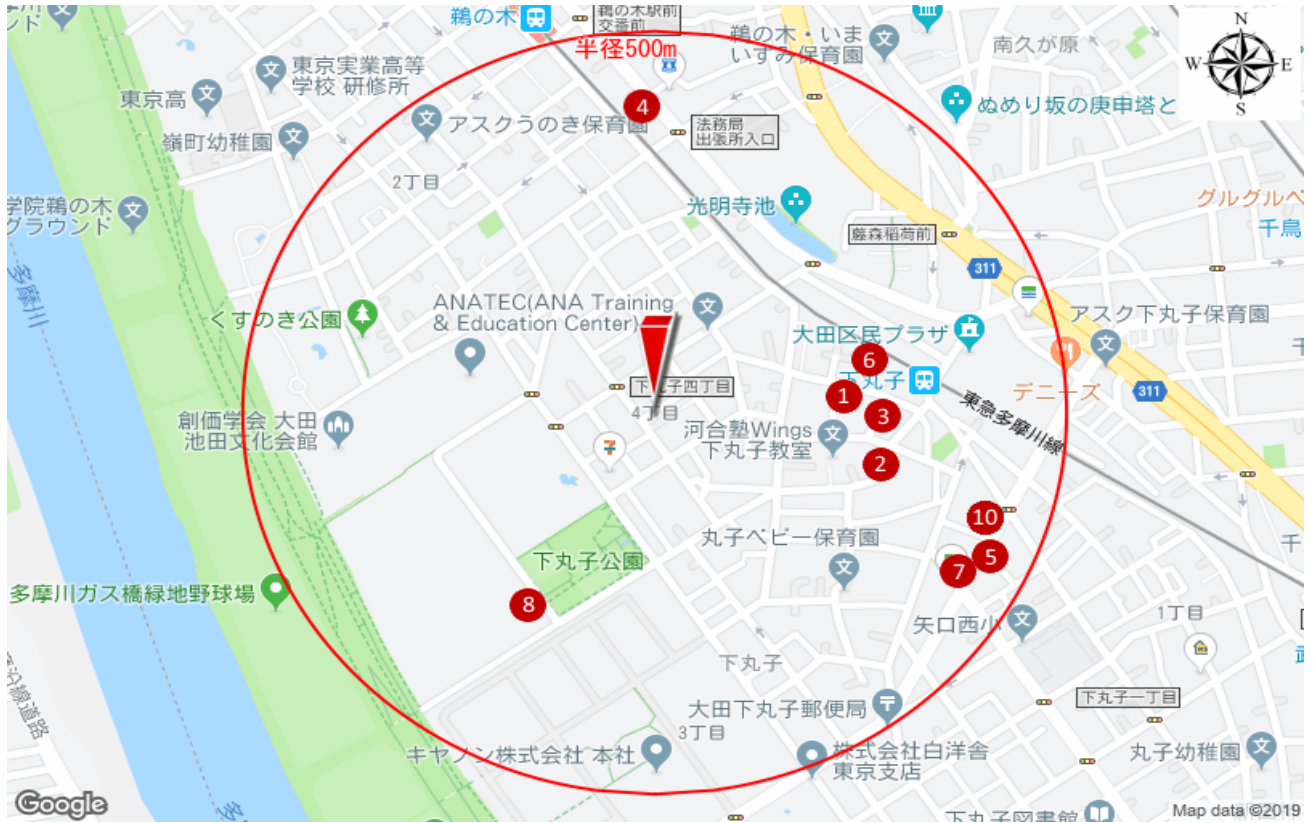 鵜の木
鵜の木駅前
交番前
半径500m
鵜の木・いま
いずみ保育園
南久が原
N
W
E
S
東京実業高等
学校 研修所
東京高
アスクうのき保育園
4
法務局
出張所入口
ぬめり坂の庚申塔と
嶺町幼稚園
2丁目
学院鵜の木
グラウンド
光明寺池
グルグルベ
千鳥
藤森稲荷前
多摩川
311
ANATEC(ANA Training
& Education Center)
くすのき公園
アスク下丸子保育園
大田区民プラザ
6
下丸子
下丸子四丁目
4丁目
デニーズ
311
1
3
東急多摩川線
創価学会 大田
池田文化会館
河合塾Wings
下丸子教室
2
10
丸子ベビー保育園
5
7
下丸子公園
多摩川ガス橋緑地野球場
8
矢口西小
1丁目
下丸子
下丸子一丁目
大田下丸子郵便局
3丁目
キヤノン株式会社 本社
株式会社白洋舎
東京支店
丸子幼稚園
下丸子図書館
Google
Map data ©2019